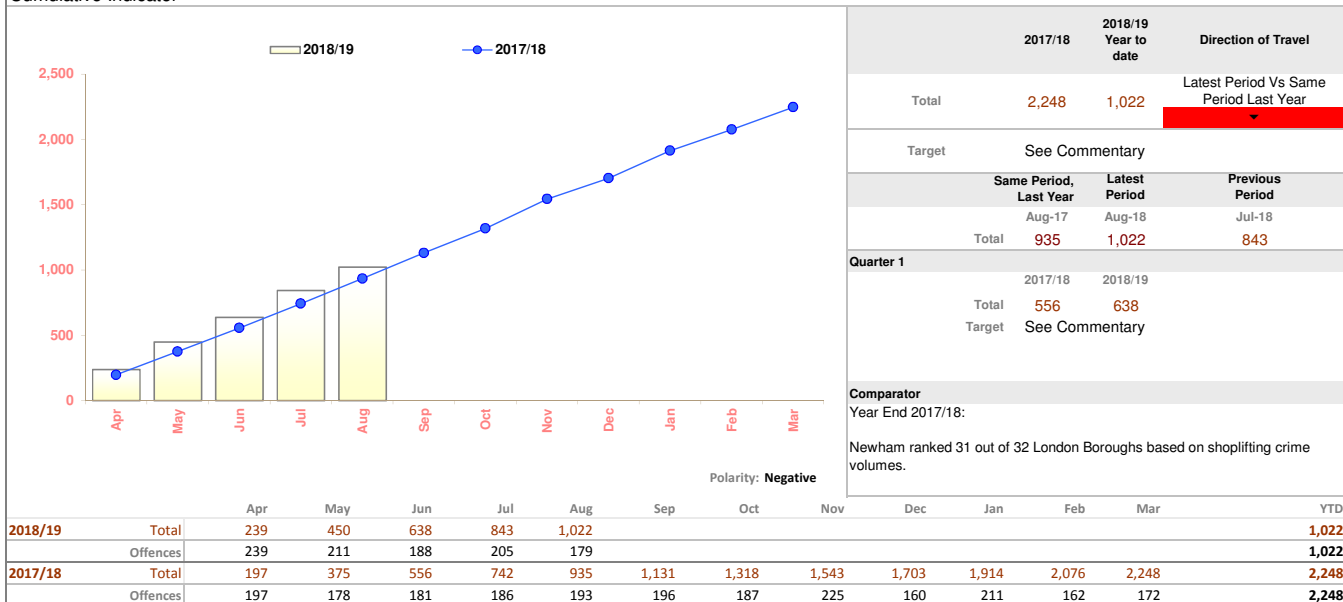 2018/19
2017/18
2,500
2,000
1,500
1,000
500
0
Apr
May
Jun
Jul
Aug
Sep
Oct
Nov
Dec
Jan
Feb
Mar
Polarity: Negative
2017/18
2018/19
Year to
date
Direction of Travel
Total 2,248 1,022
Latest Period Vs Same
Period Last Year
Target See Commentary
Same Period,
Last Year
Latest
Period
Previous
Period
Aug-17 Aug-18 Jul-18
Total 935 1,022 843
Quarter 1
2017/18 2018/19
Total 556 638
Target See Commentary
Comparator
Year End 2017/18:
Newham ranked 31 out of 32 London Boroughs based on shoplifting crime
volumes.
Apr May Jun Jul Aug Sep Oct Nov Dec Jan Feb Mar YTD
2018/19 Total 239 450 638 843 1,022 1,022
Offences 239 211 188 205 179 1,022
2017/18 Total 197 375 556 742 935 1,131 1,318 1,543 1,703 1,914 2,076 2,248 2,248
Offences 197 178 181 186 193 196 187 225 160 211 162 172 2,248